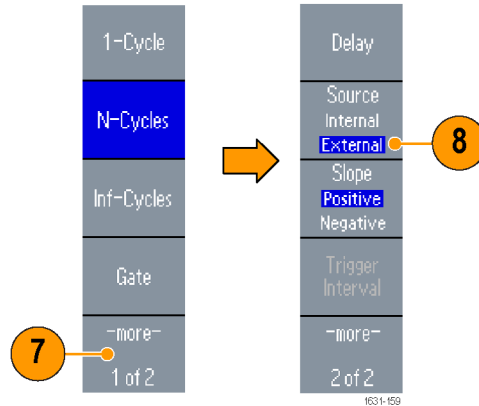 1-Cycle
N-Cycles
Inf-Cycles
Gate
-more-
1 of 2
7
Delay
Source
Internal
External
8
Slope
Positive
Negative
Trigger
Interval
-more-
2 of 2
1631-159